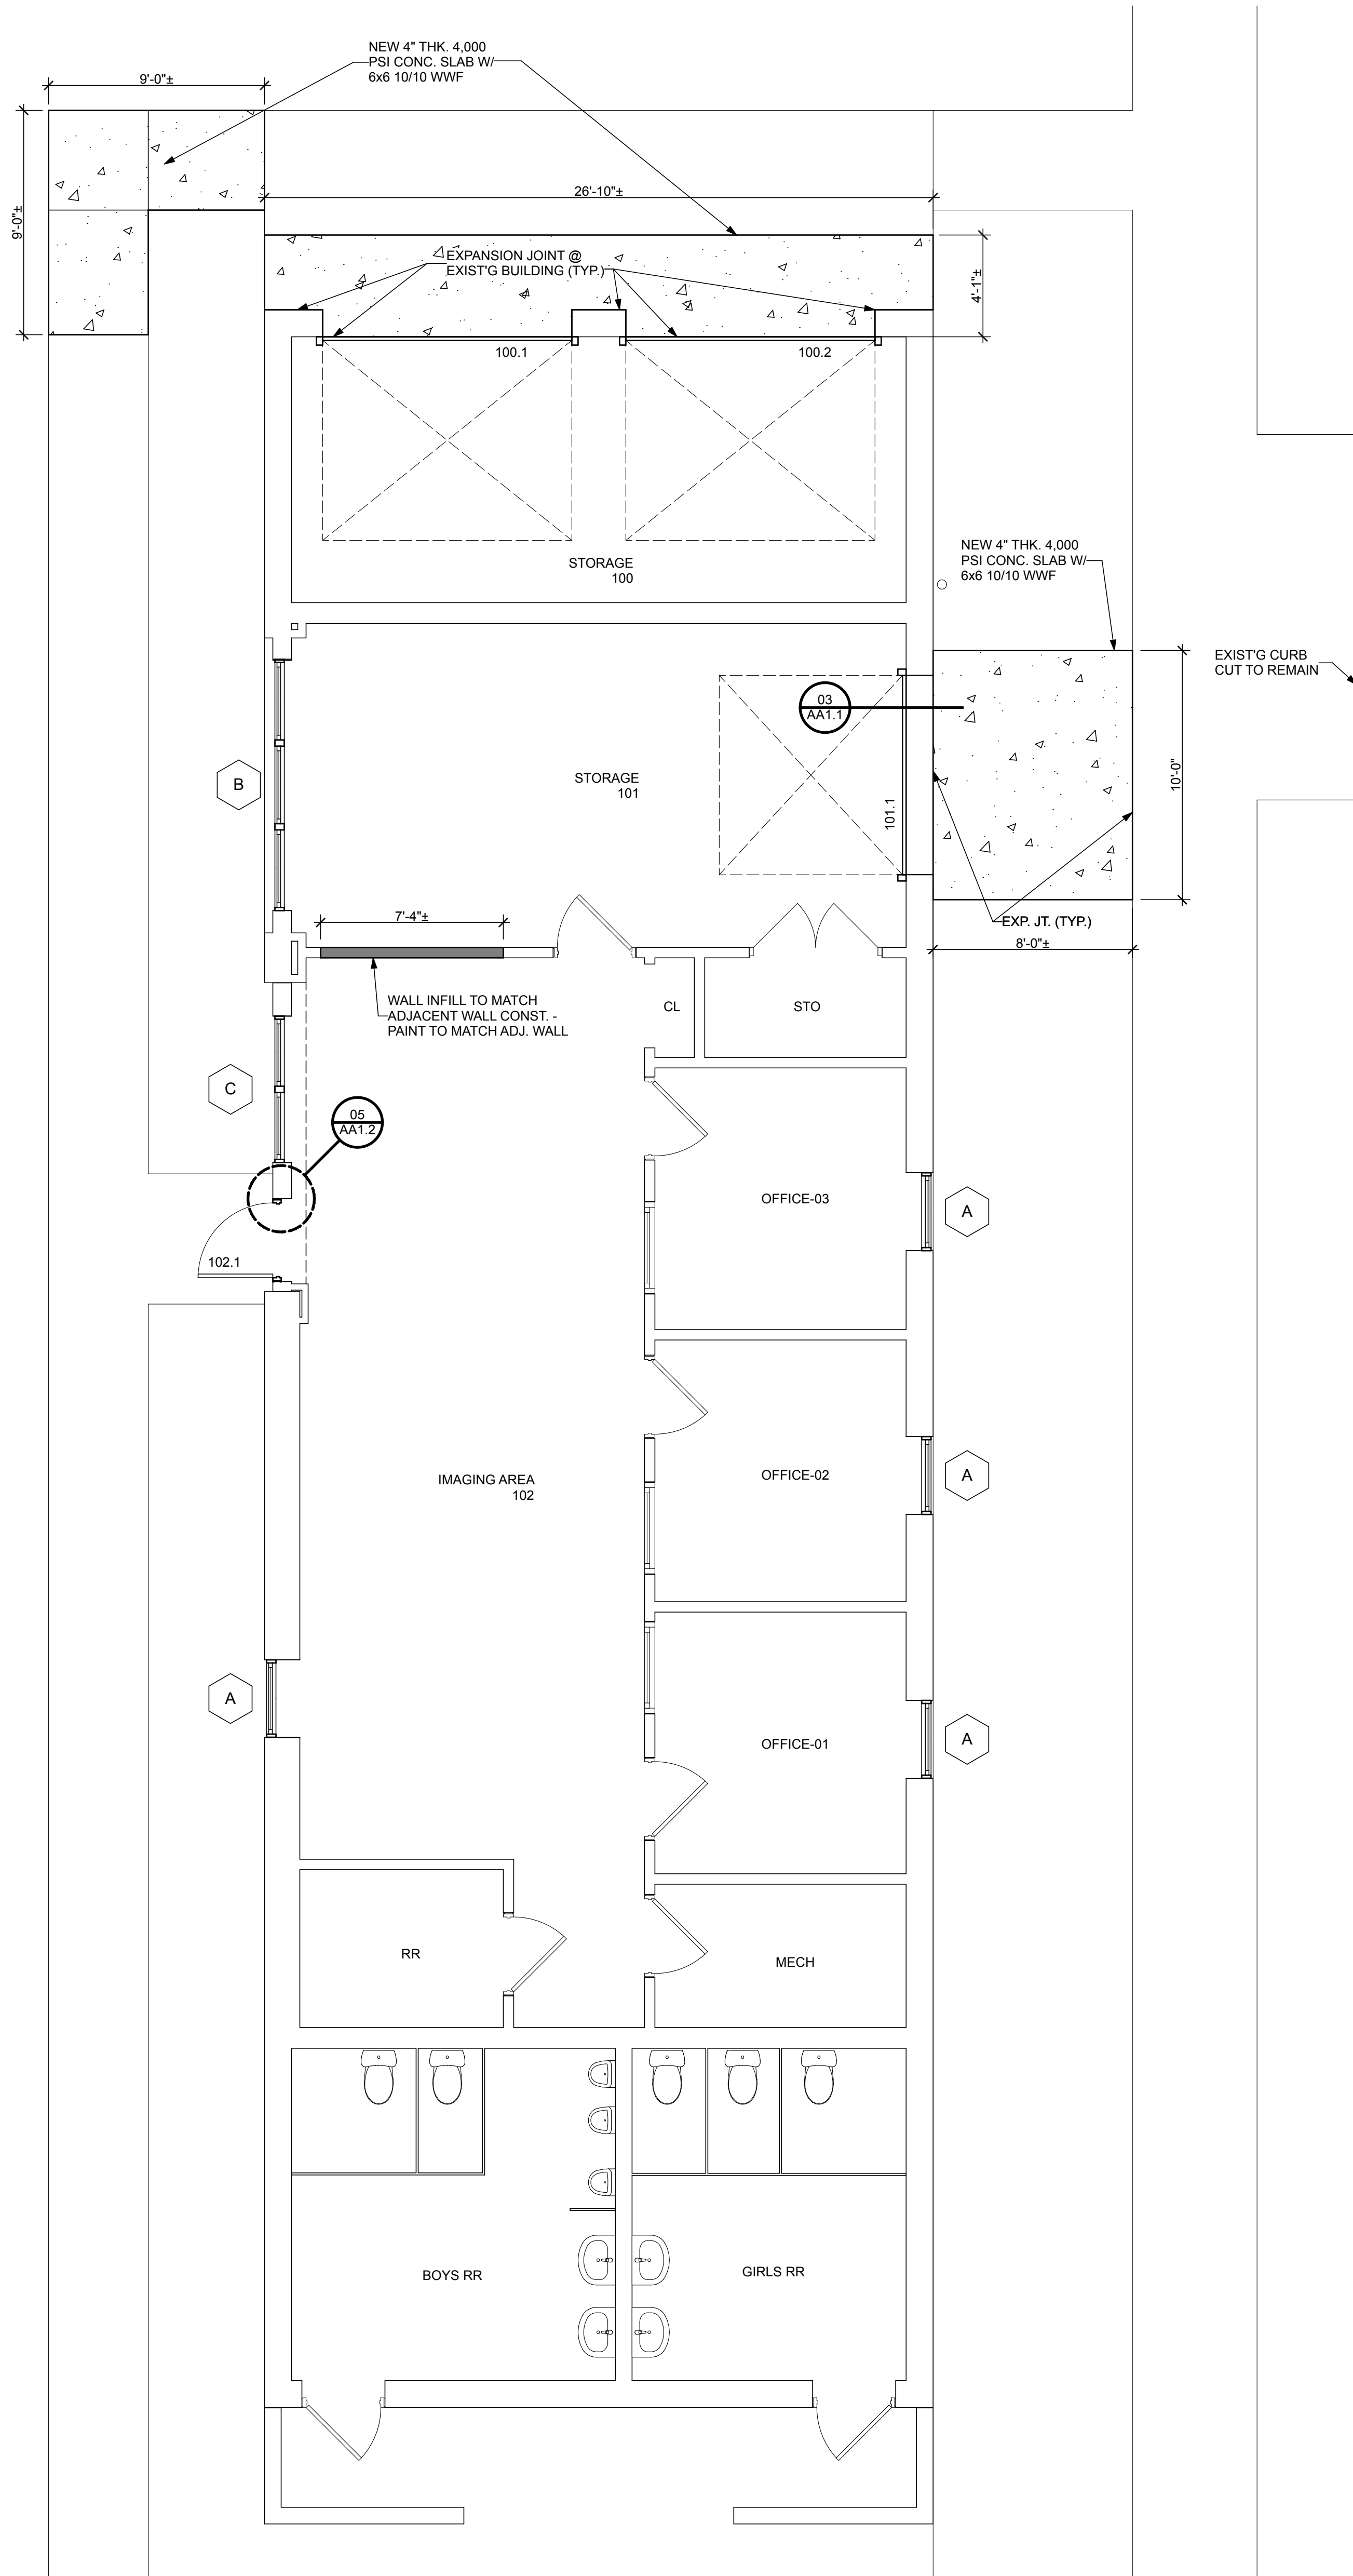 NEW 4" THK. 4,000
PSI CONC. SLAB W/
6x6 10/10 WWF
9'-0"±
9'-0"±
26'-10"±
EXPANSION JOINT @
EXIST'G BUILDING (TYP.)
4'-1"±
100.1
100.2
STORAGE
100
NEW 4" THK. 4,000
PSI CONC. SLAB W/
6x6 10/10 WWF
EXIST'G CURB
CUT TO REMAIN
03
AA1.1
B
STORAGE
101
101.1
10'-0"
7'-4"±
EXP. JT. (TYP.)
8'-0"±
WALL INFILL TO MATCH
ADJACENT WALL CONST. -
PAINT TO MATCH ADJ. WALL
CL
STO
C
05
AA1.2
OFFICE-03
A
102.1
IMAGING AREA
102
OFFICE-02
A
A
OFFICE-01
A
RR
MECH
BOYS RR
GIRLS RR